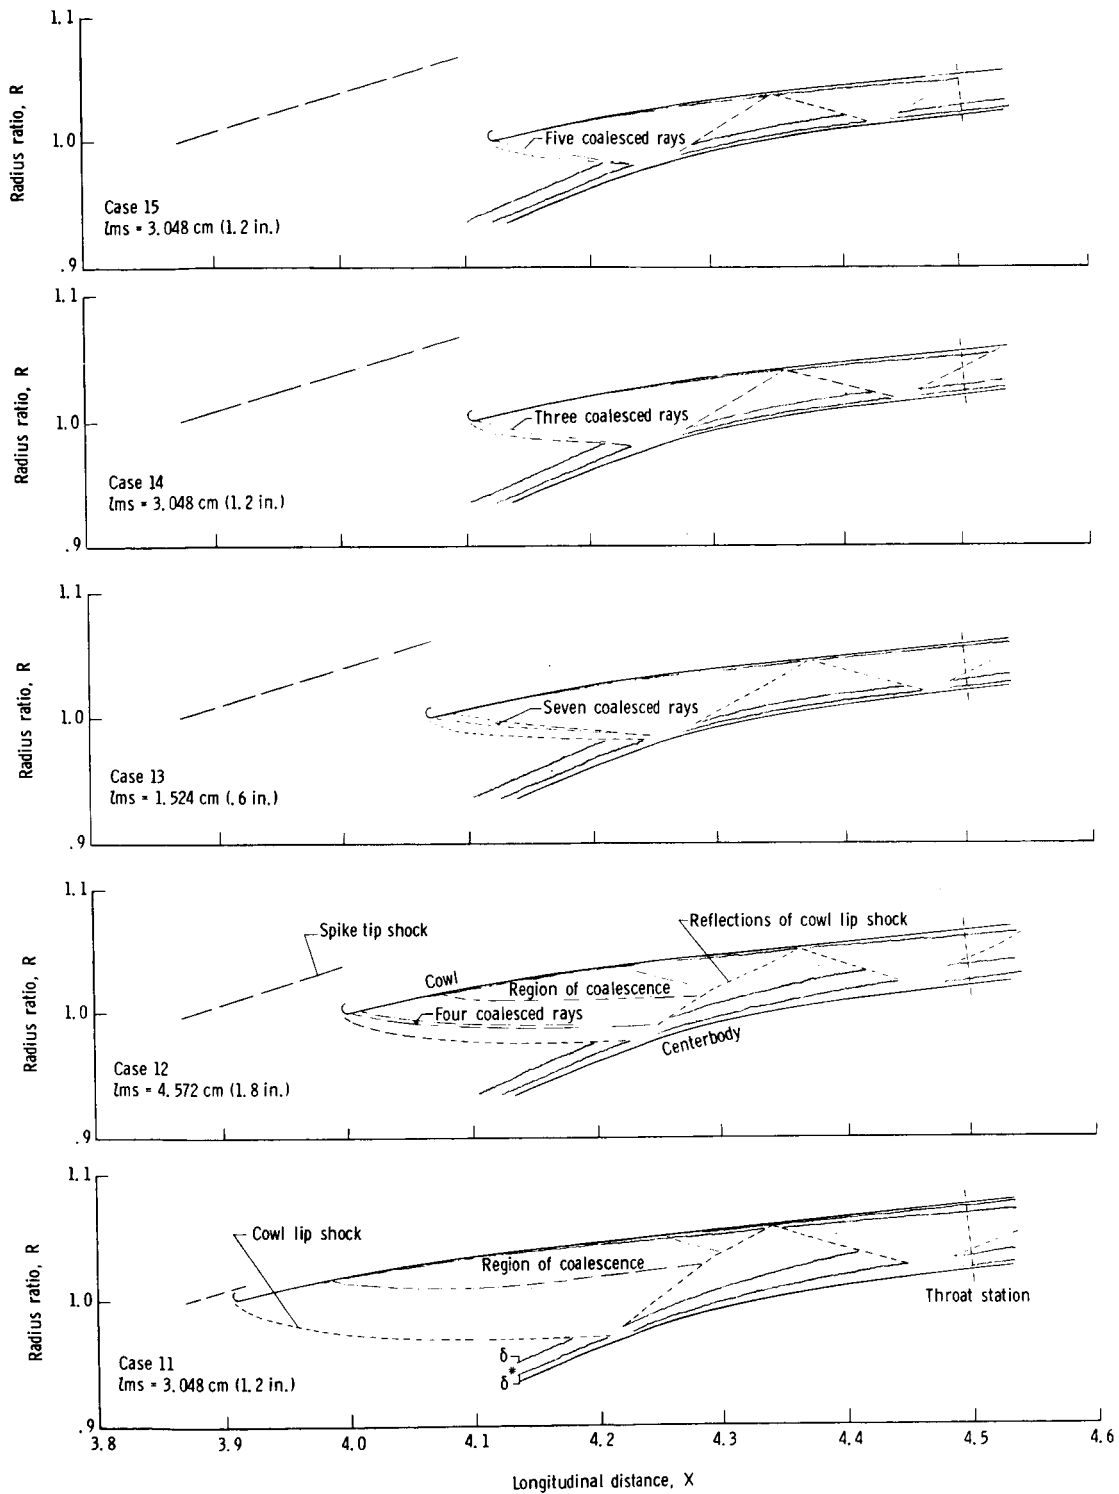 1.1
1.0
.9
Radius ratio, R
Five coalesced rays
Case 15
lms = 3.048 cm (1.2 in.)
1.1
1.0
.9
Radius ratio, R
Three coalesced rays
Case 14
lms = 3.048 cm (1.2 in.)
1.1
1.0
.9
Radius ratio, R
Seven coalesced rays
Case 13
lms = 1.524 cm (.6 in.)
1.1
1.0
.9
Radius ratio, R
Spike tip shock
Reflections of cowl lip shock
Cowl
Region of coalescence
Four coalesced rays
Centerbody
Case 12
lms = 4.572 cm (1.8 in.)
1.1
1.0
.9
Radius ratio, R
Cowl lip shock
Region of coalescence
Throat station
δ
δ*
Case 11
lms = 3.048 cm (1.2 in.)
3.8 3.9 4.0 4.1 4.2 4.3 4.4 4.5 4.6
Longitudinal distance, X